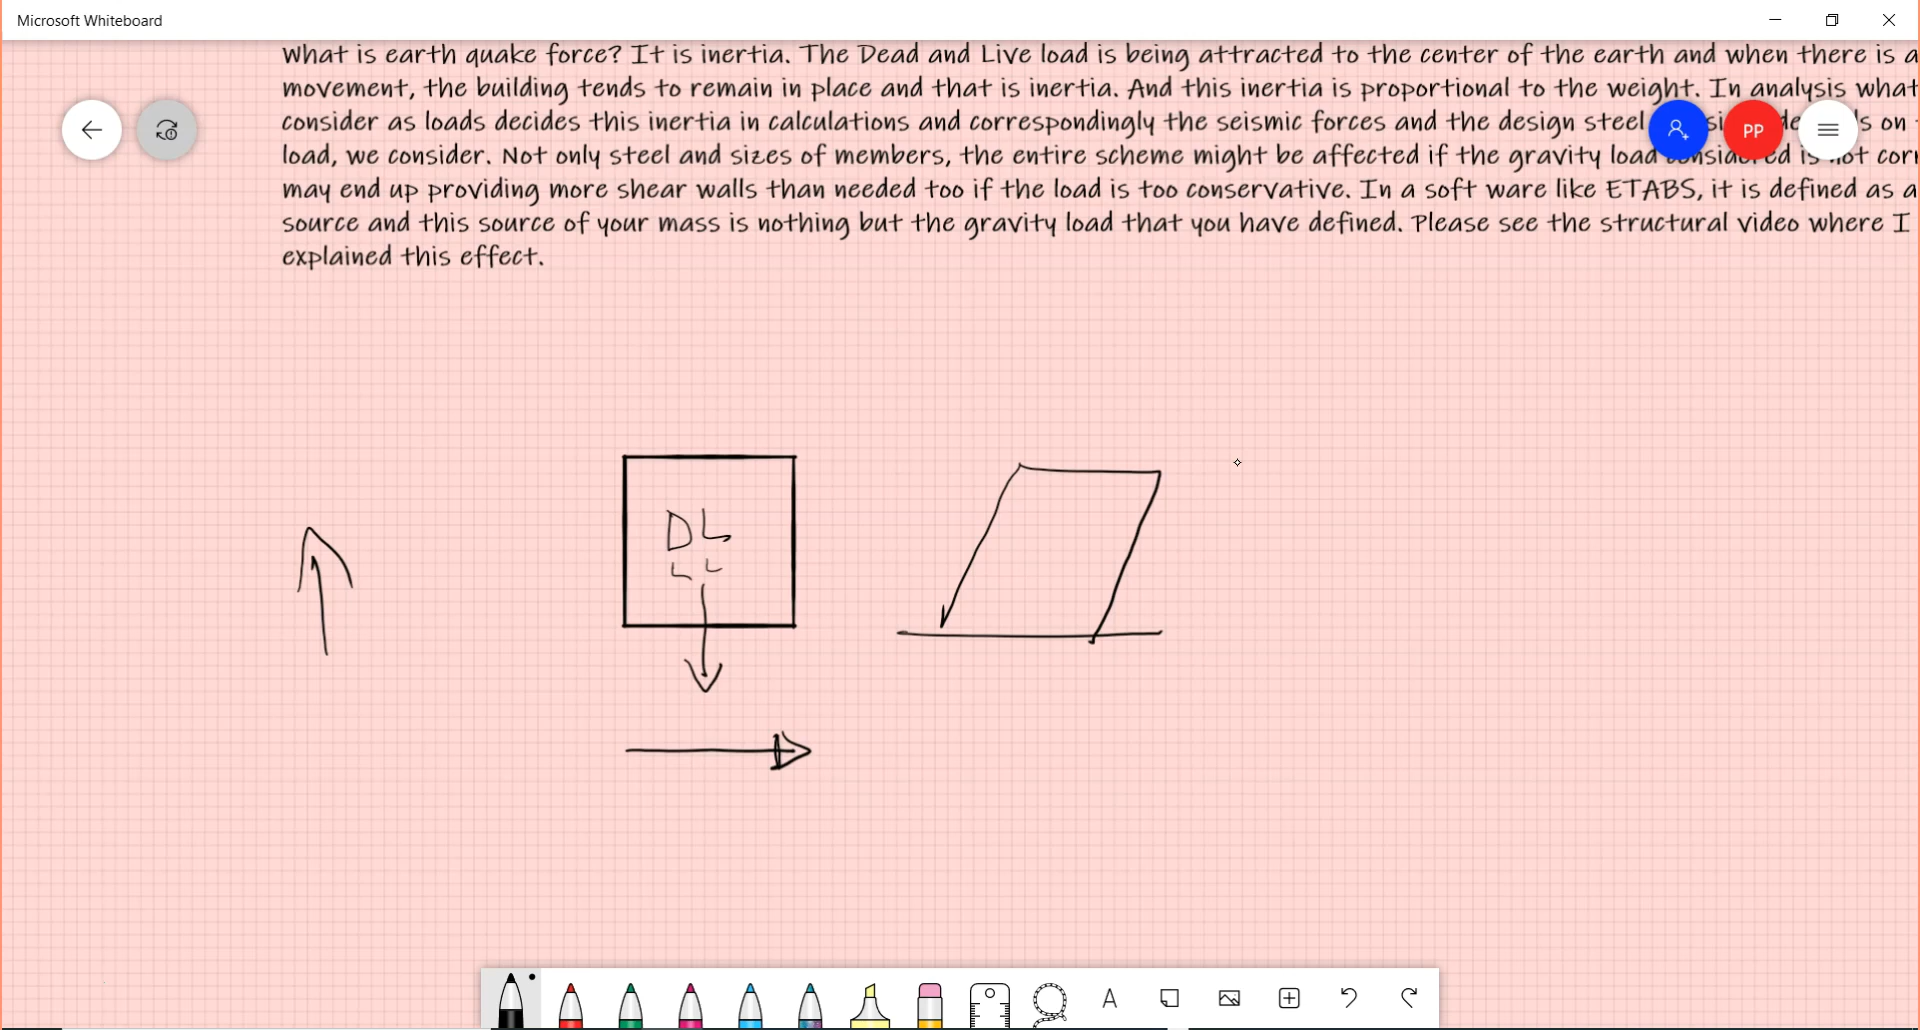 Microsoft Whiteboard
What is earth quake force? It is inertia. The Dead and Live load is being attracted to the center of the earth and when there is a
movement, the building tends to remain in place and that is inertia. And this inertia is proportional to the weight. In analysis what
consider as loads decides this inertia in calculations and correspondingly the seismic forces and the design steel on
load, we consider. Not only steel and sizes of members, the entire scheme might be affected if the gravity load considered is not
may end up providing more shear walls than needed too if the load is too conservative. In a soft ware like ETABS, it is defined as a
source and this source of your mass is nothing but the gravity load that you have defined. Please see the structural video where I
explained this effect.
PP
DL
LL
A